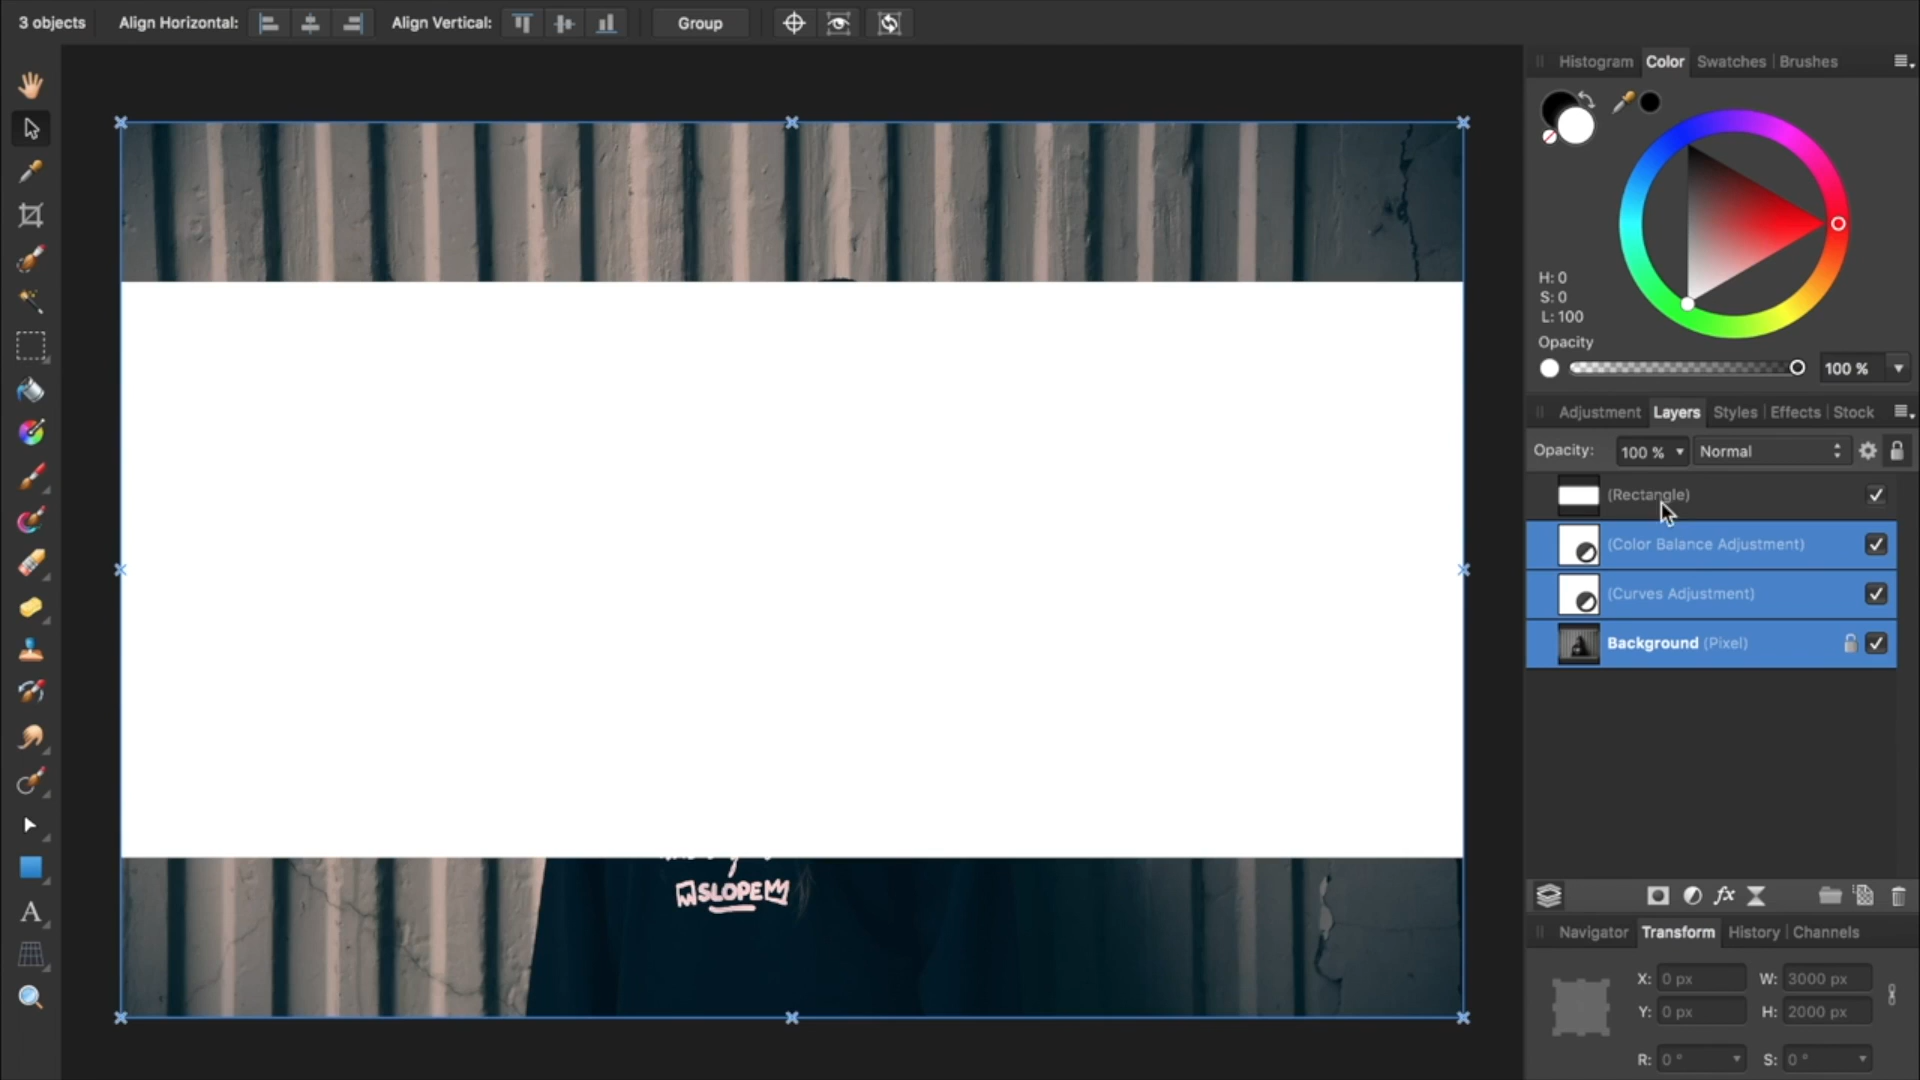 3 objects Align Horizontal: Align Vertical: Group
Histogram Color Swatches Brushes
H: 0
S: 0
L: 100
Opacity
100 %
Adjustment Layers Styles Effects Stock
Opacity: 100 % Normal
(Rectangle)
(Color Balance Adjustment)
(Curves Adjustment)
Background (Pixel)
SLOPE
fx
Navigator Transform History Channels
X: 0 px W: 3000 px
Y: 0 px H: 2000 px
R: 0 ° S: 0 °